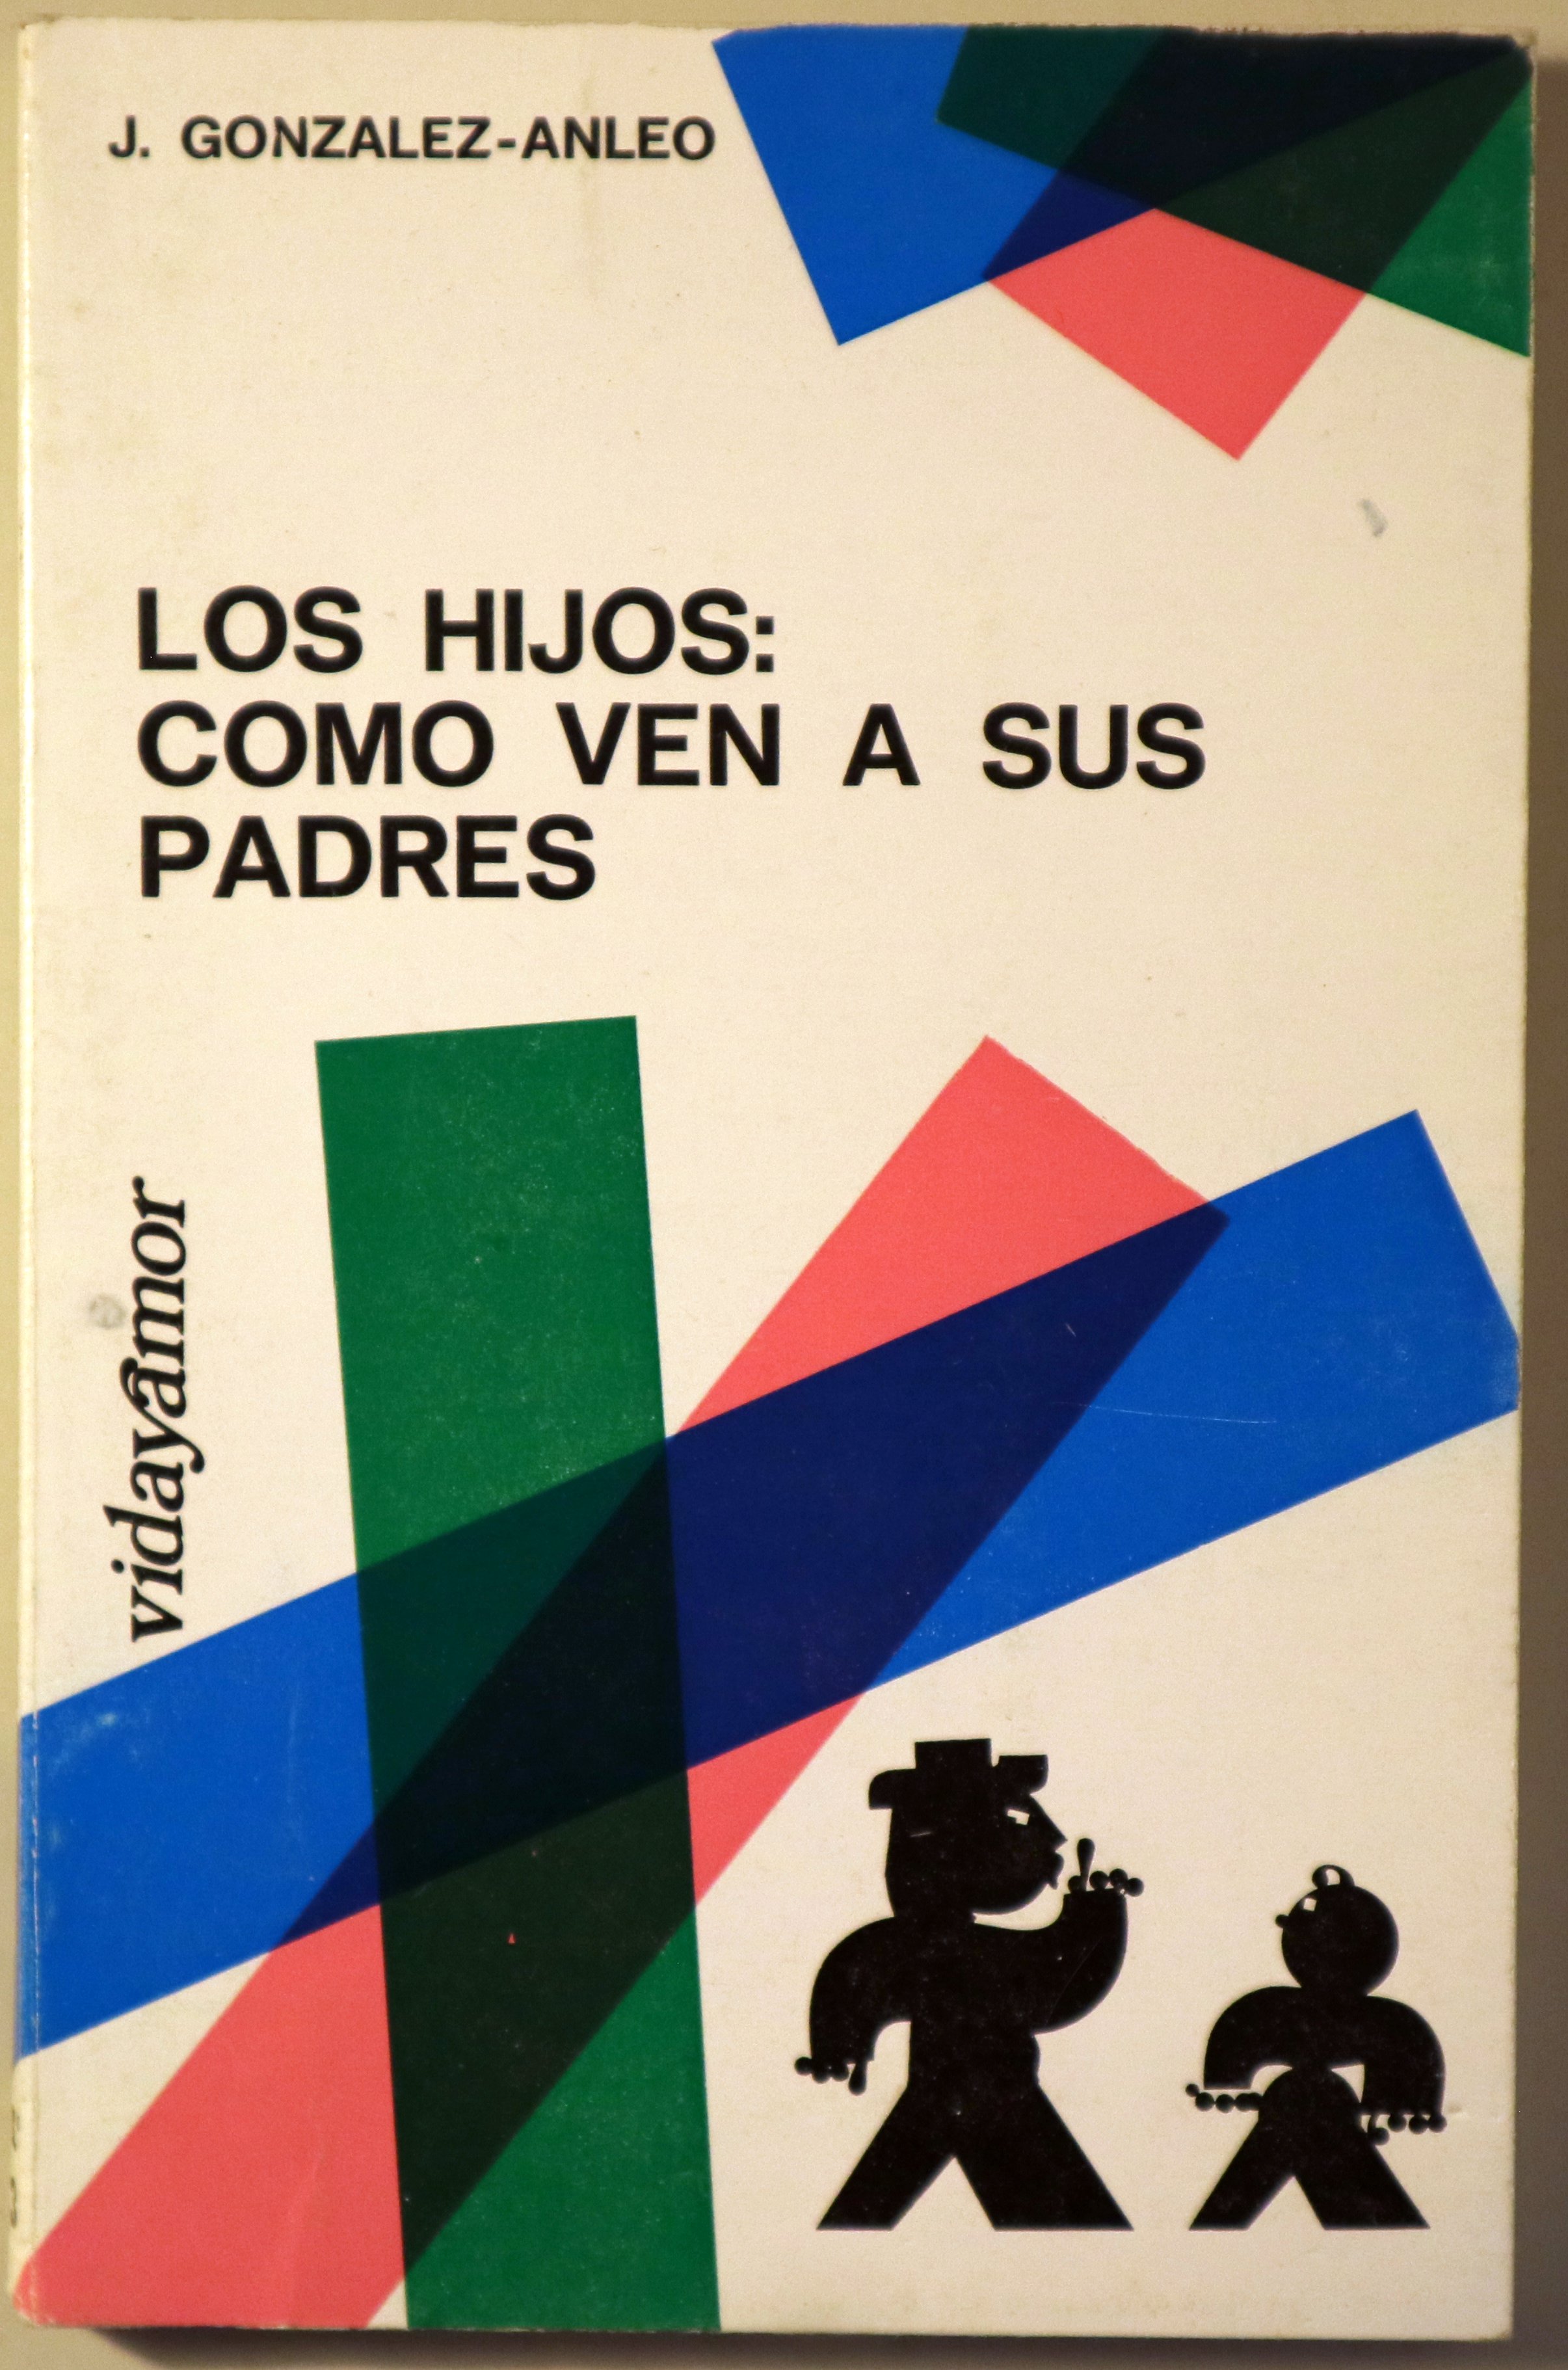 J. GONZALEZ-ANLEO
LOS HIJOS:
COMO VEN A SUS
PADRES
vidayamor